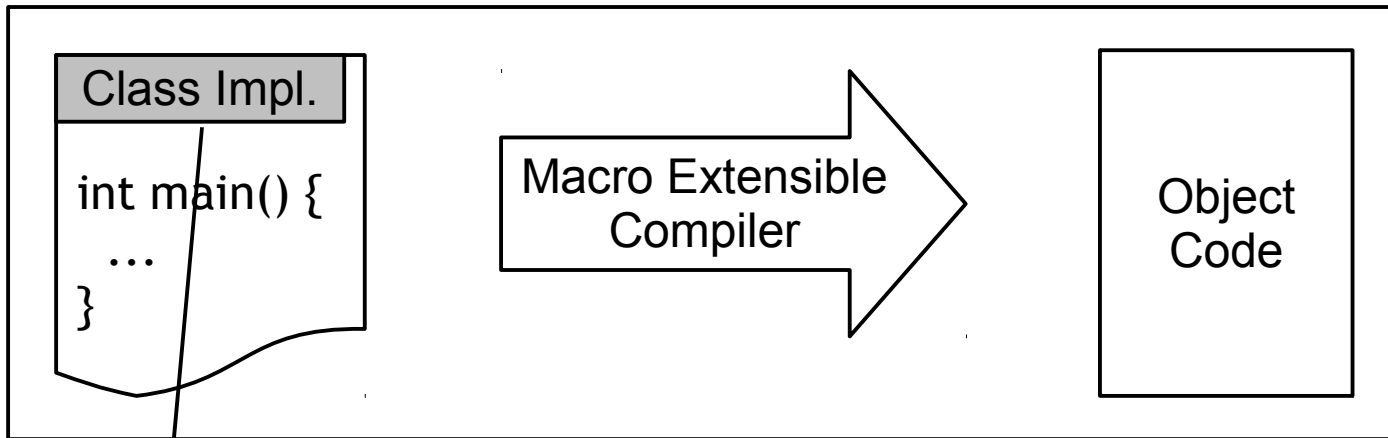 Class Impl.
int main() {
...
}
Macro Extensible
Compiler
Object
Code